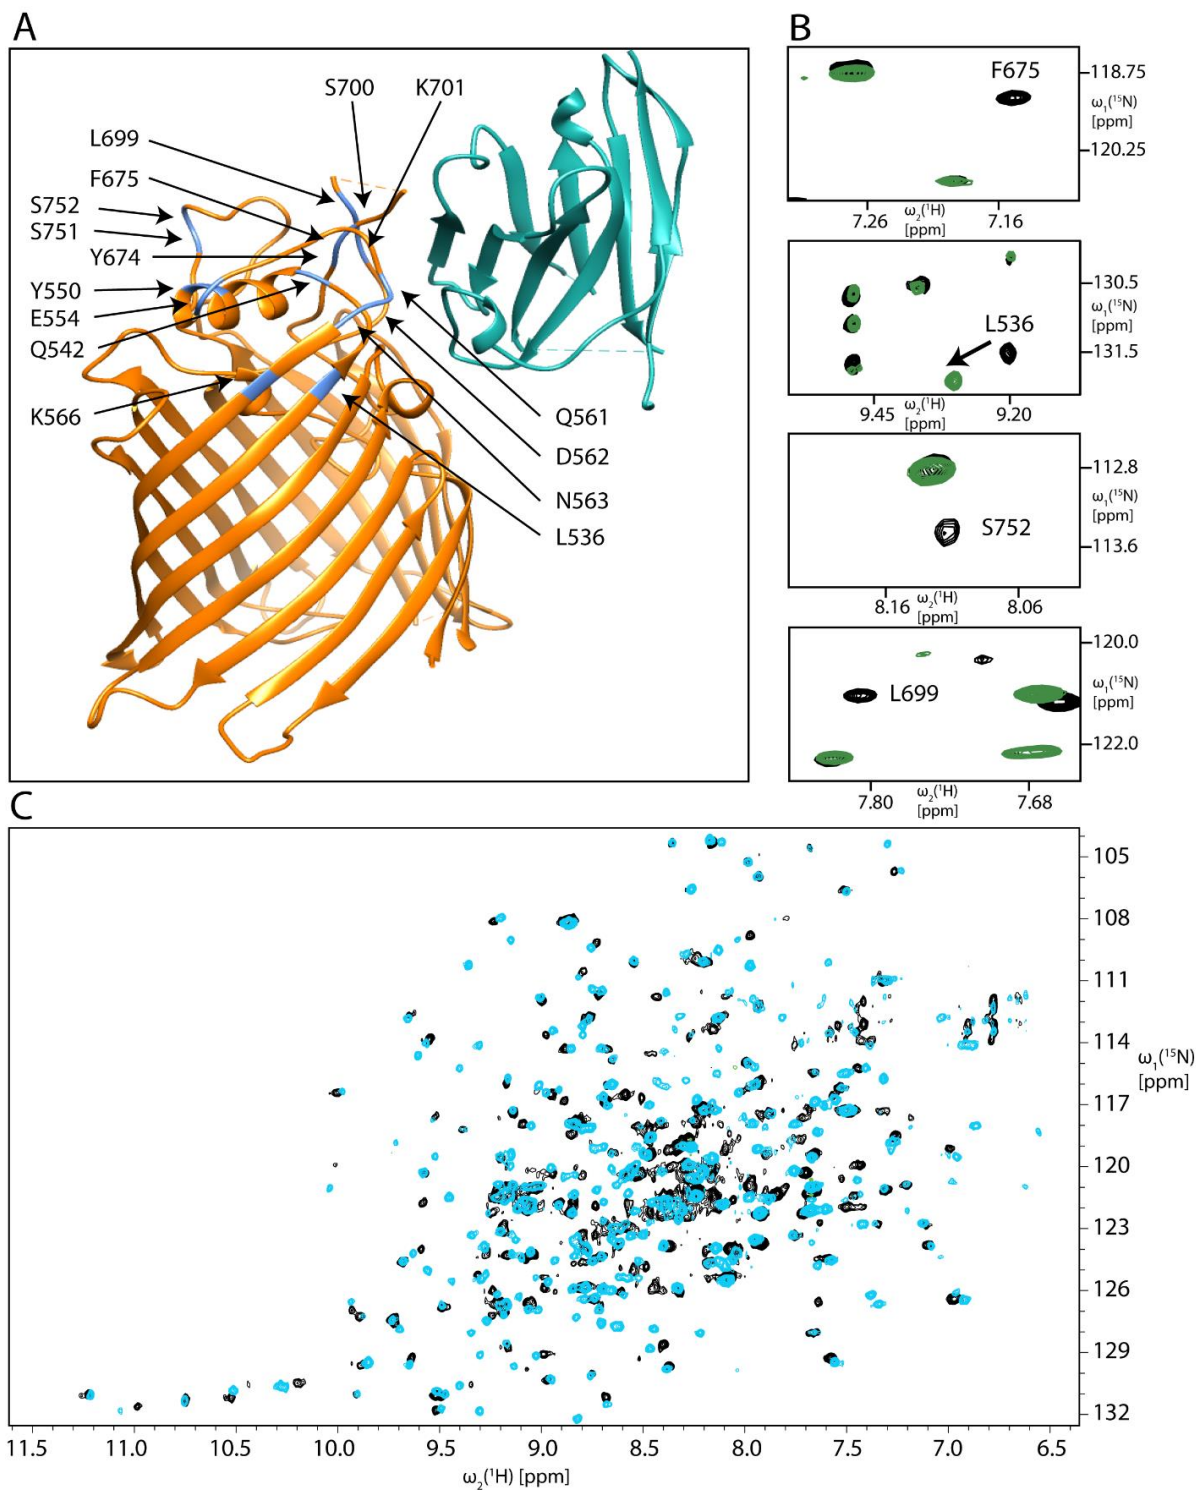 A
S700 K701
L699
F675
S752
S751
Y674
Y550
E554
Q542
K566
Q561
D562
N563
L536
B
F675
118.75
ω₁(¹⁵N)
[ppm]
120.25
7.26 ω₂(¹H) 7.16
[ppm]
130.5
ω₁(¹⁵N)
[ppm]
L536
131.5
9.45 ω₂(¹H) 9.20
[ppm]
112.8
ω₁(¹⁵N)
[ppm]
S752
113.6
8.16 ω₂(¹H) 8.06
[ppm]
120.0
ω₁(¹⁵N)
[ppm]
L699
122.0
7.80 ω₂(¹H) 7.68
[ppm]
C
105
108
111
114
ω₁(¹⁵N)
[ppm]
117
120
123
126
129
132
11.5 11.0 10.5 10.0 9.5 9.0 8.5 8.0 7.5 7.0 6.5
ω₂(¹H) [ppm]